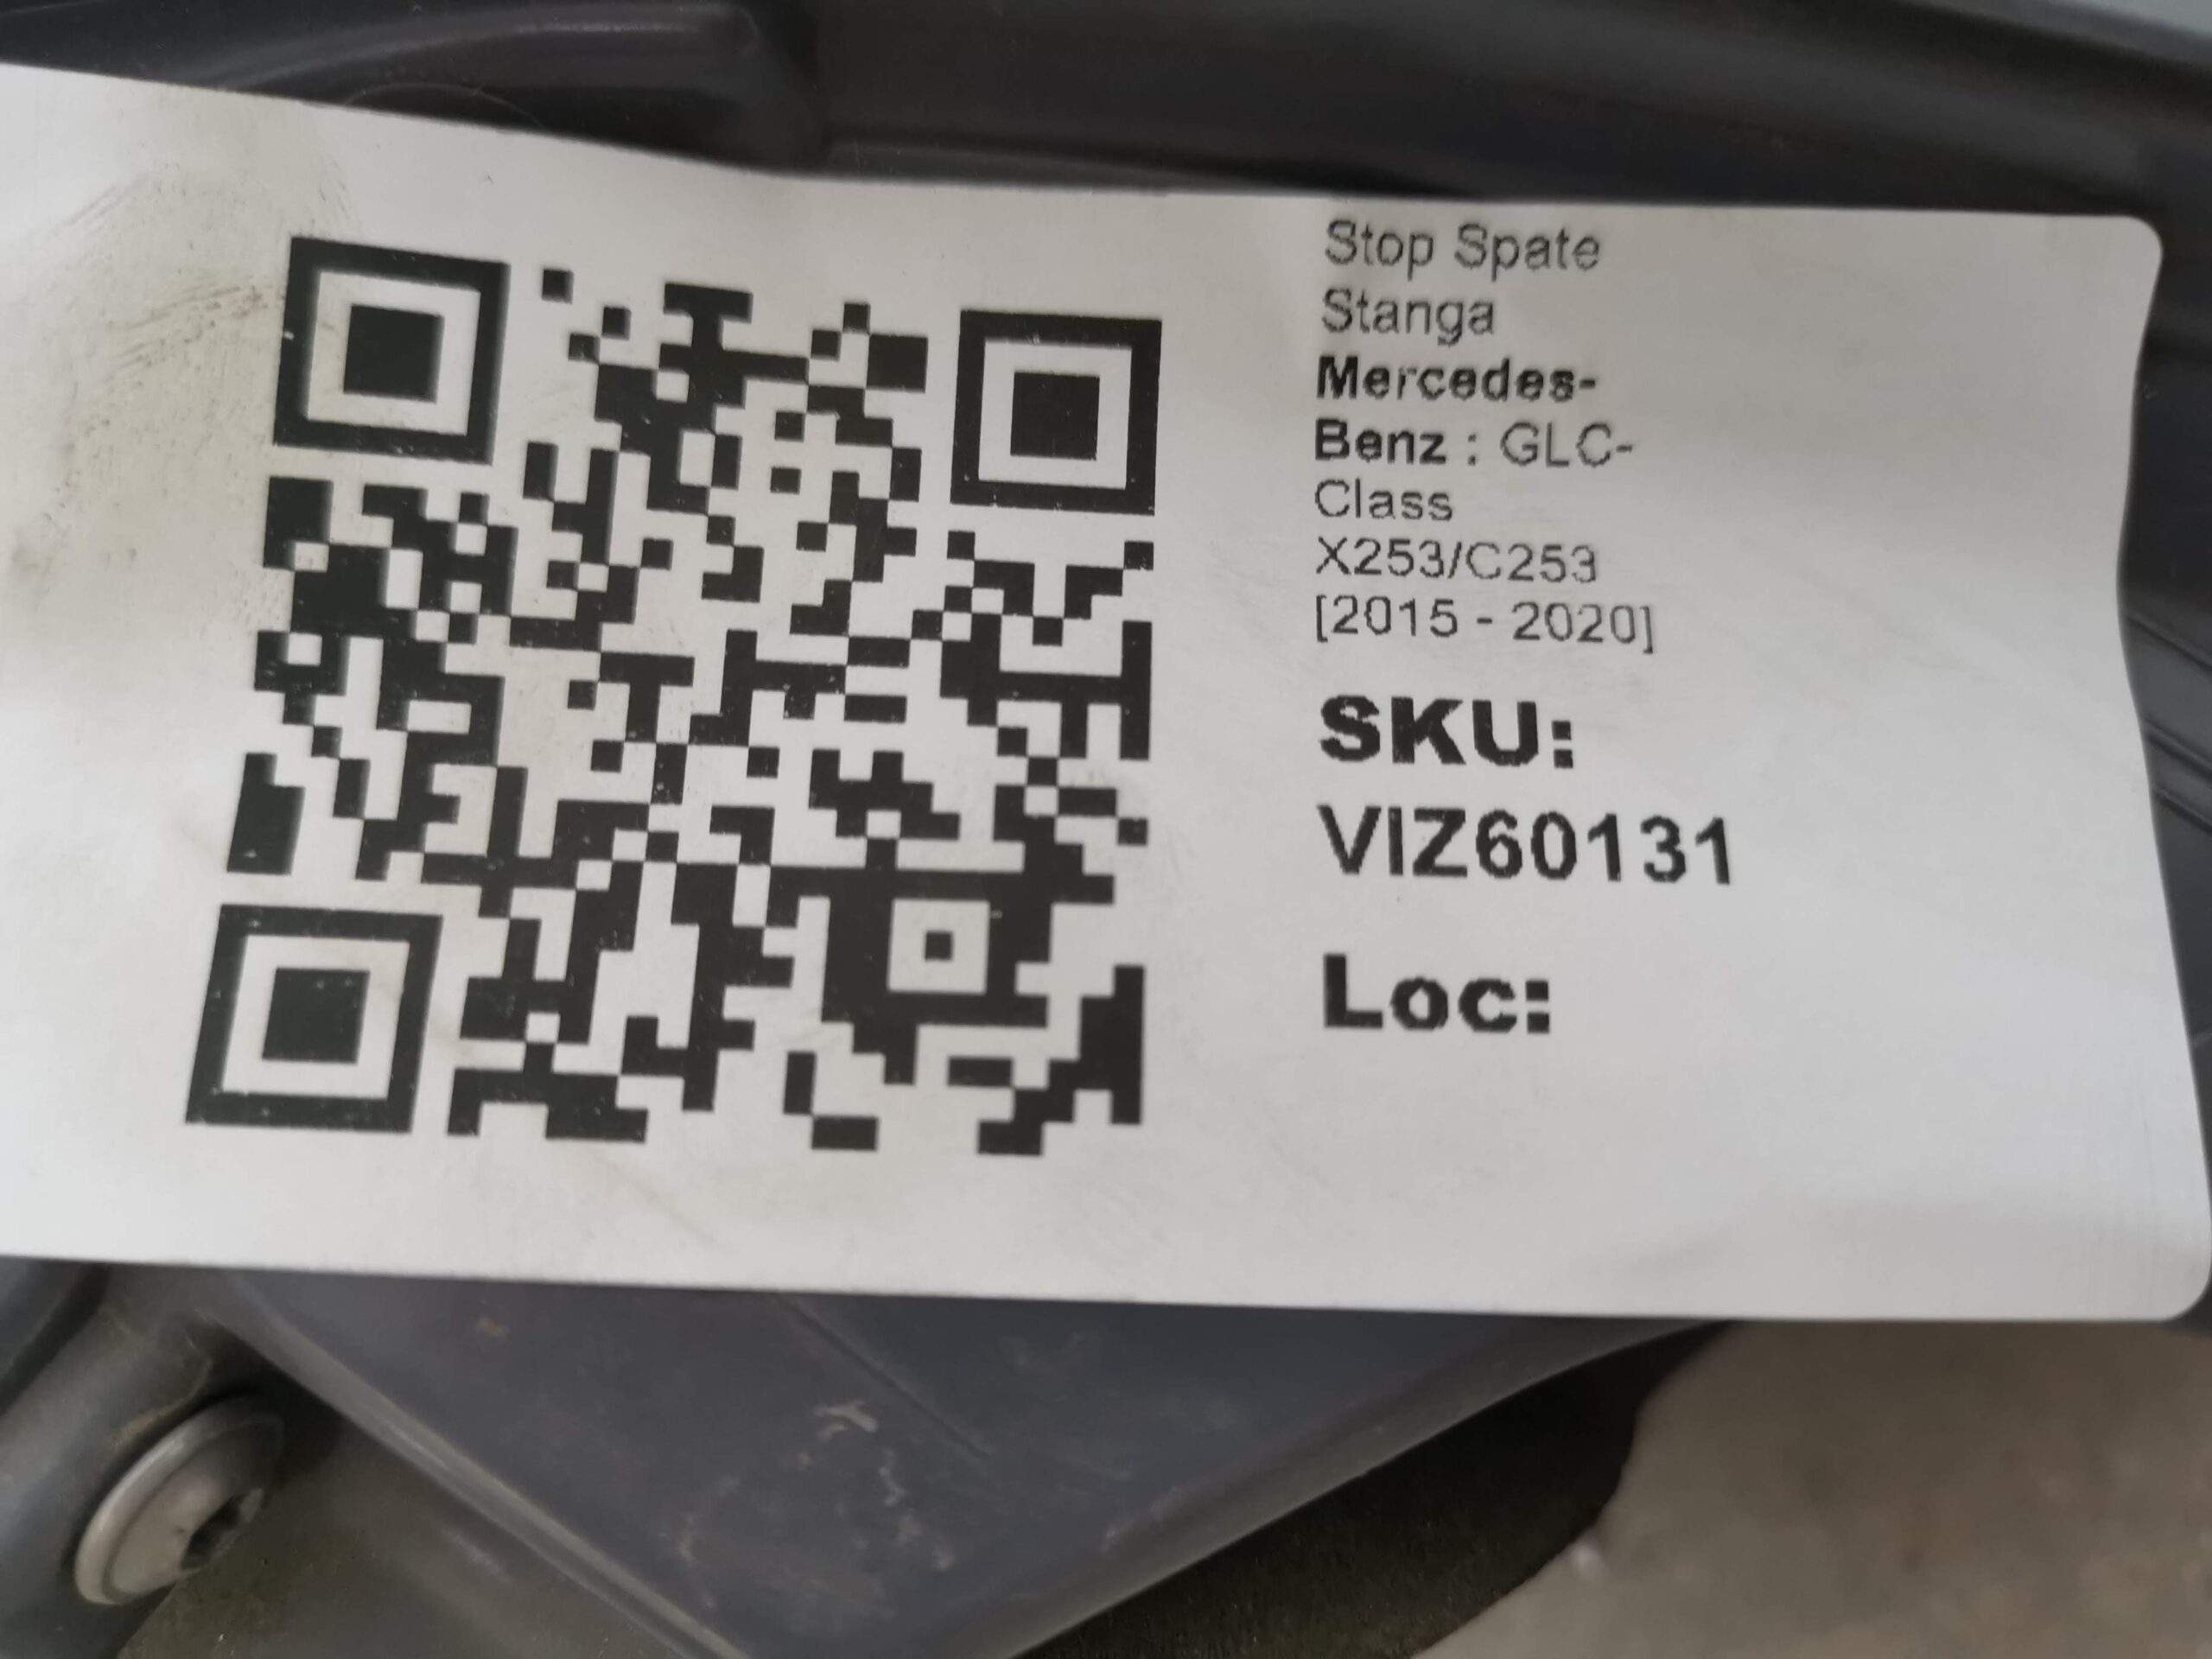 Stop Spate
Stanga
Mercedes-
Benz : GLC-
Class
X253/C253
[2015 - 2020]
SKU:
VIZ60131
Loc: